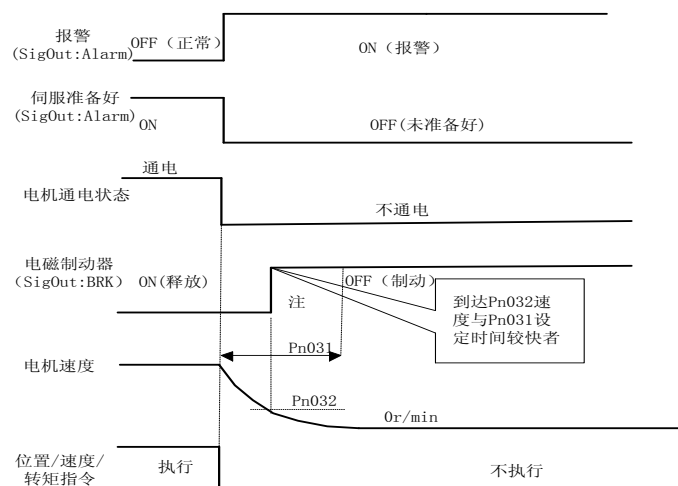 报警
(SigOut:Alarm)
OFF（正常）
ON（报警）
伺服准备好
(SigOut:Alarm)
ON
OFF(未准备好)
通电
电机通电状态
不通电
电磁制动器
(SigOut:BRK)
ON(释放)
OFF（制动）
注
到达Pn032速
度与Pn031设
定时间较快者
Pn031
电机速度
Pn032
0r/min
位置/速度/
转矩指令
执行
不执行